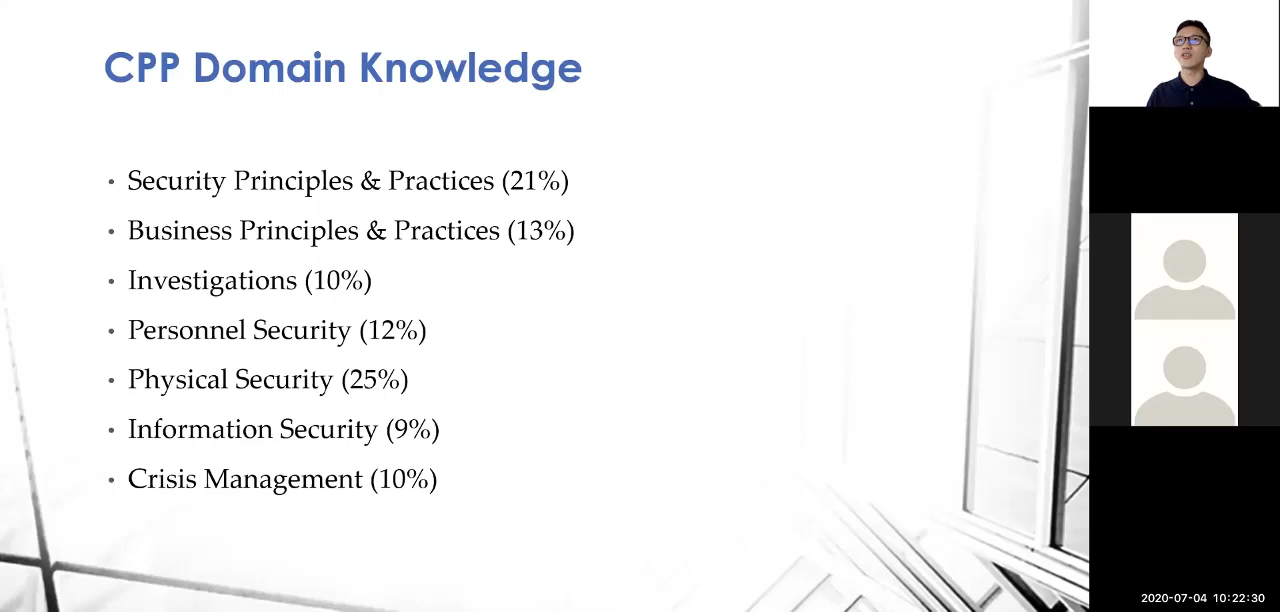 CPP Domain Knowledge
• Security Principles & Practices (21%)
• Business Principles & Practices (13%)
• Investigations (10%)
• Personnel Security (12%)
• Physical Security (25%)
• Information Security (9%)
• Crisis Management (10%)
2020-07-04 10:22:30